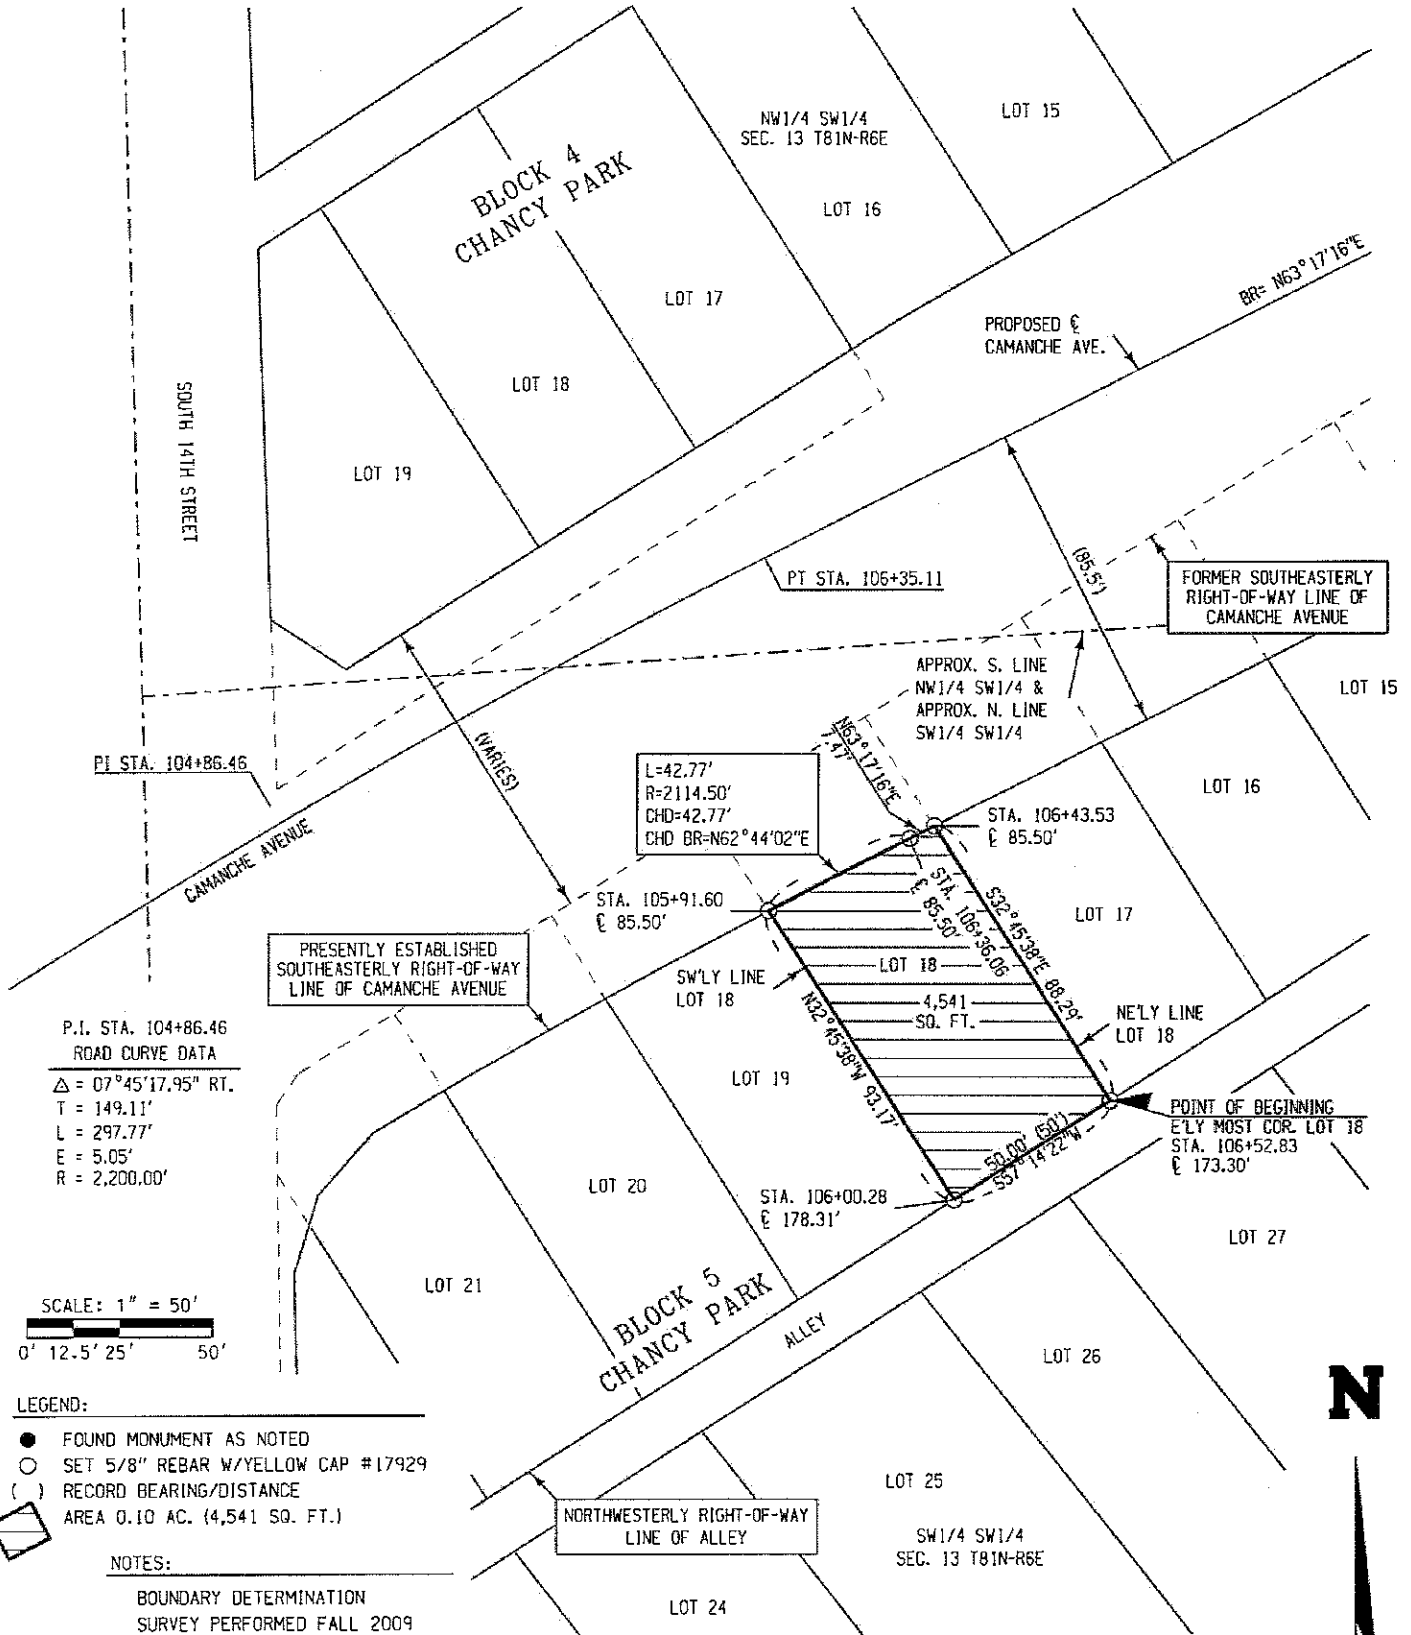 NW1/4 SW1/4
SEC. 13 T81N-R6E
LOT 15
LOT 16
BLOCK 4
CHANCY PARK
LOT 17
LOT 18
LOT 19
SOUTH 14TH STREET
BR= N63°17'16"E
PROPOSED ℄
CAMANCHE AVE.
PT STA. 106+35.11
(85.5')
FORMER SOUTHEASTERLY
RIGHT-OF-WAY LINE OF
CAMANCHE AVENUE
APPROX. S. LINE
NW1/4 SW1/4 &
APPROX. N. LINE
SW1/4 SW1/4
LOT 15
LOT 16
PI STA. 104+86.46
(VARIES)
CAMANCHE AVENUE
L=42.77'
R=2114.50'
CHD=42.77'
CHD BR=N62°44'02"E
N63°17'16"E
7.47'
STA. 106+43.53
℄ 85.50'
STA. 105+91.60
℄ 85.50'
STA. 106+36.06
℄ 85.50'
S32°45'38"E 88.29'
LOT 17
PRESENTLY ESTABLISHED
SOUTHEASTERLY RIGHT-OF-WAY
LINE OF CAMANCHE AVENUE
SW'LY LINE
LOT 18
LOT 18
4,541
SQ. FT.
N32°45'38"W 93.17'
NE'LY LINE
LOT 18
P.I. STA. 104+86.46
ROAD CURVE DATA
△ = 07°45'17.95" RT.
T = 149.11'
L = 297.77'
E = 5.05'
R = 2,200.00'
LOT 19
POINT OF BEGINNING
E'LY MOST COR. LOT 18
STA. 106+52.83
℄ 173.30'
50.00' (50')
S57°14'22"W
STA. 106+00.28
℄ 178.31'
LOT 20
LOT 21
LOT 27
BLOCK 5
CHANCY PARK
ALLEY
LOT 26
SCALE: 1" = 50'
0' 12.5' 25' 50'
N
LEGEND:
FOUND MONUMENT AS NOTED
SET 5/8" REBAR W/YELLOW CAP #17929
( ) RECORD BEARING/DISTANCE
AREA 0.10 AC. (4,541 SQ. FT.)
LOT 25
NORTHWESTERLY RIGHT-OF-WAY
LINE OF ALLEY
SW1/4 SW1/4
SEC. 13 T81N-R6E
LOT 24
NOTES:
BOUNDARY DETERMINATION
SURVEY PERFORMED FALL 2009